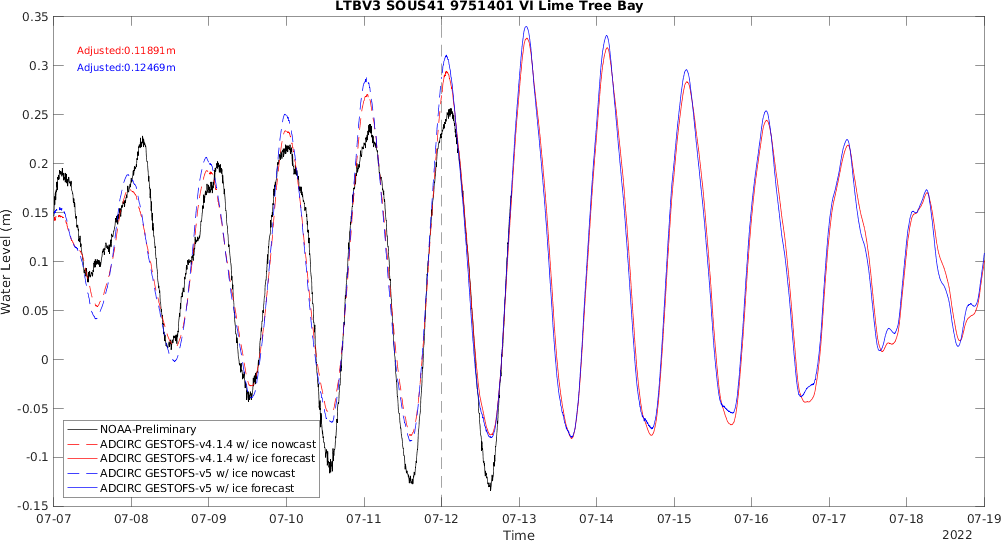 LTBV3 SOUS41 9751401 VI Lime Tree Bay
Adjusted:0.11891m
Adjusted:0.12469m
0.35
0.3
0.25
0.2
0.15
0.1
0.05
0
-0.05
-0.1
-0.15
Water Level (m)
NOAA-Preliminary
ADCIRC GESTOFS-v4.1.4 w/ ice nowcast
ADCIRC GESTOFS-v4.1.4 w/ ice forecast
ADCIRC GESTOFS-v5 w/ ice nowcast
ADCIRC GESTOFS-v5 w/ ice forecast
07-07 07-08 07-09 07-10 07-11 07-12 07-13 07-14 07-15 07-16 07-17 07-18 07-19
Time
2022